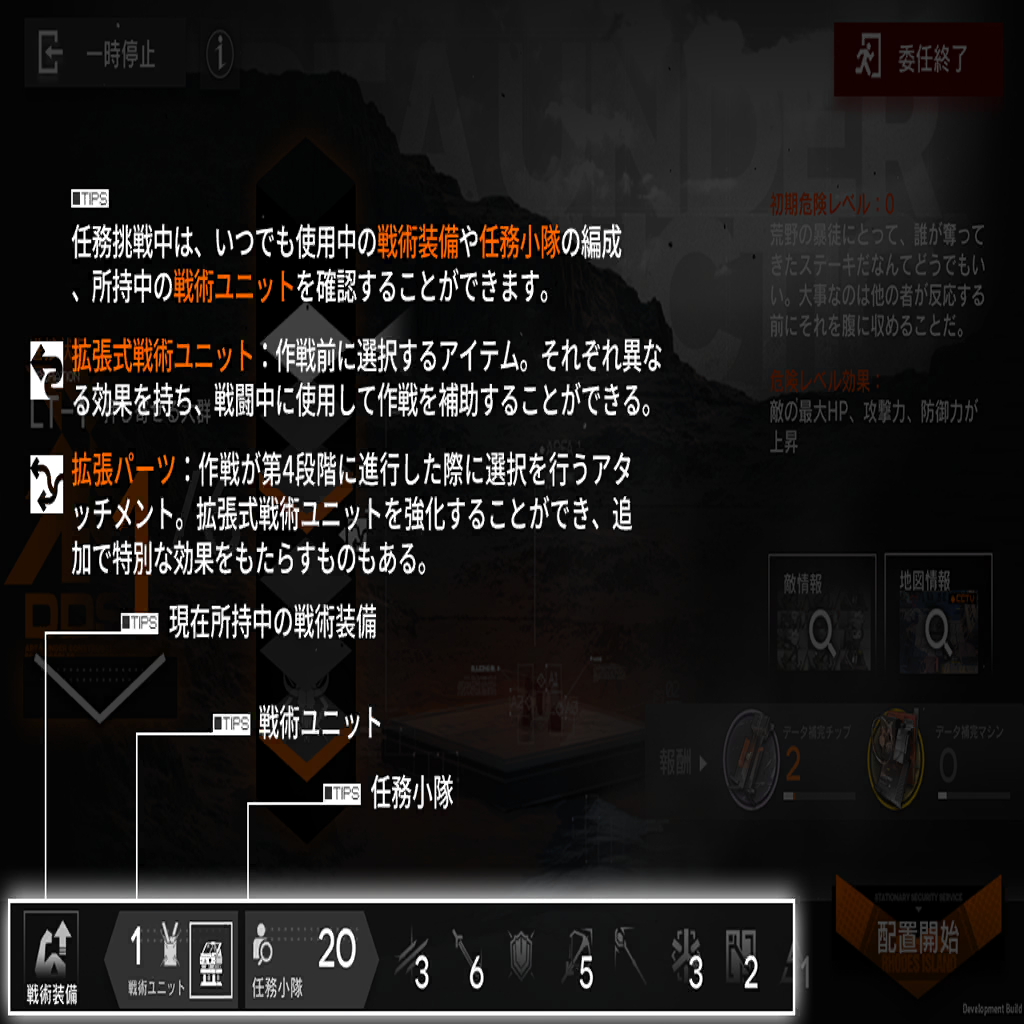 一時停止
委任終了
TIPS
任務挑戦中は、いつでも使用中の戦術装備や任務小隊の編成
、所持中の戦術ユニットを確認することができます。
拡張式戦術ユニット：作戦前に選択するアイテム。それぞれ異な
る効果を持ち、戦闘中に使用して作戦を補助することができる。
拡張パーツ：作戦が第4段階に進行した際に選択を行うアタ
ッチメント。拡張式戦術ユニットを強化することができ、追
加で特別な効果をもたらすものもある。
TIPS 現在所持中の戦術装備
TIPS 戦術ユニット
TIPS 任務小隊
初期危険レベル：0
荒野の暴徒にとって、誰が奪って
きたステーキだなんてどうでもい
い。大事なのは他の者が反応する
前にそれを腹に収めることだ。
危険レベル効果：
敵の最大HP、攻撃力、防御力が
上昇
敵情報
地図情報
CCTV
報酬
データ補完チップ
2
データ補完マシン
0
戦術装備
1
戦術ユニット
任務小隊
20
3
6
5
3
2
1
STATIONARY SECURITY SERVICE
配置開始
Development Build